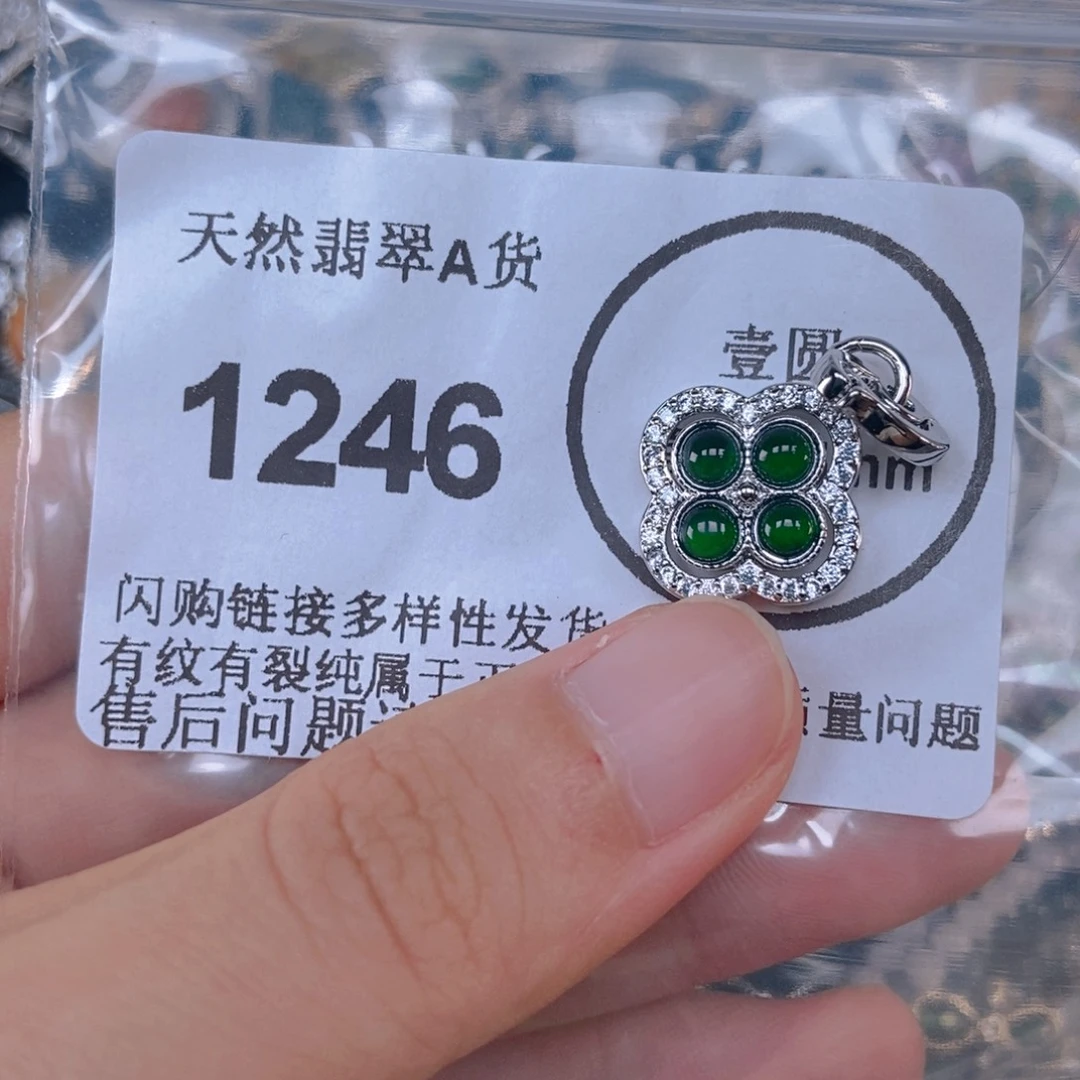 天然翡翠A货
1246
壹圆
mm
闪购链接多样性发货
有纹有裂纯属于
售后问题
质量问题